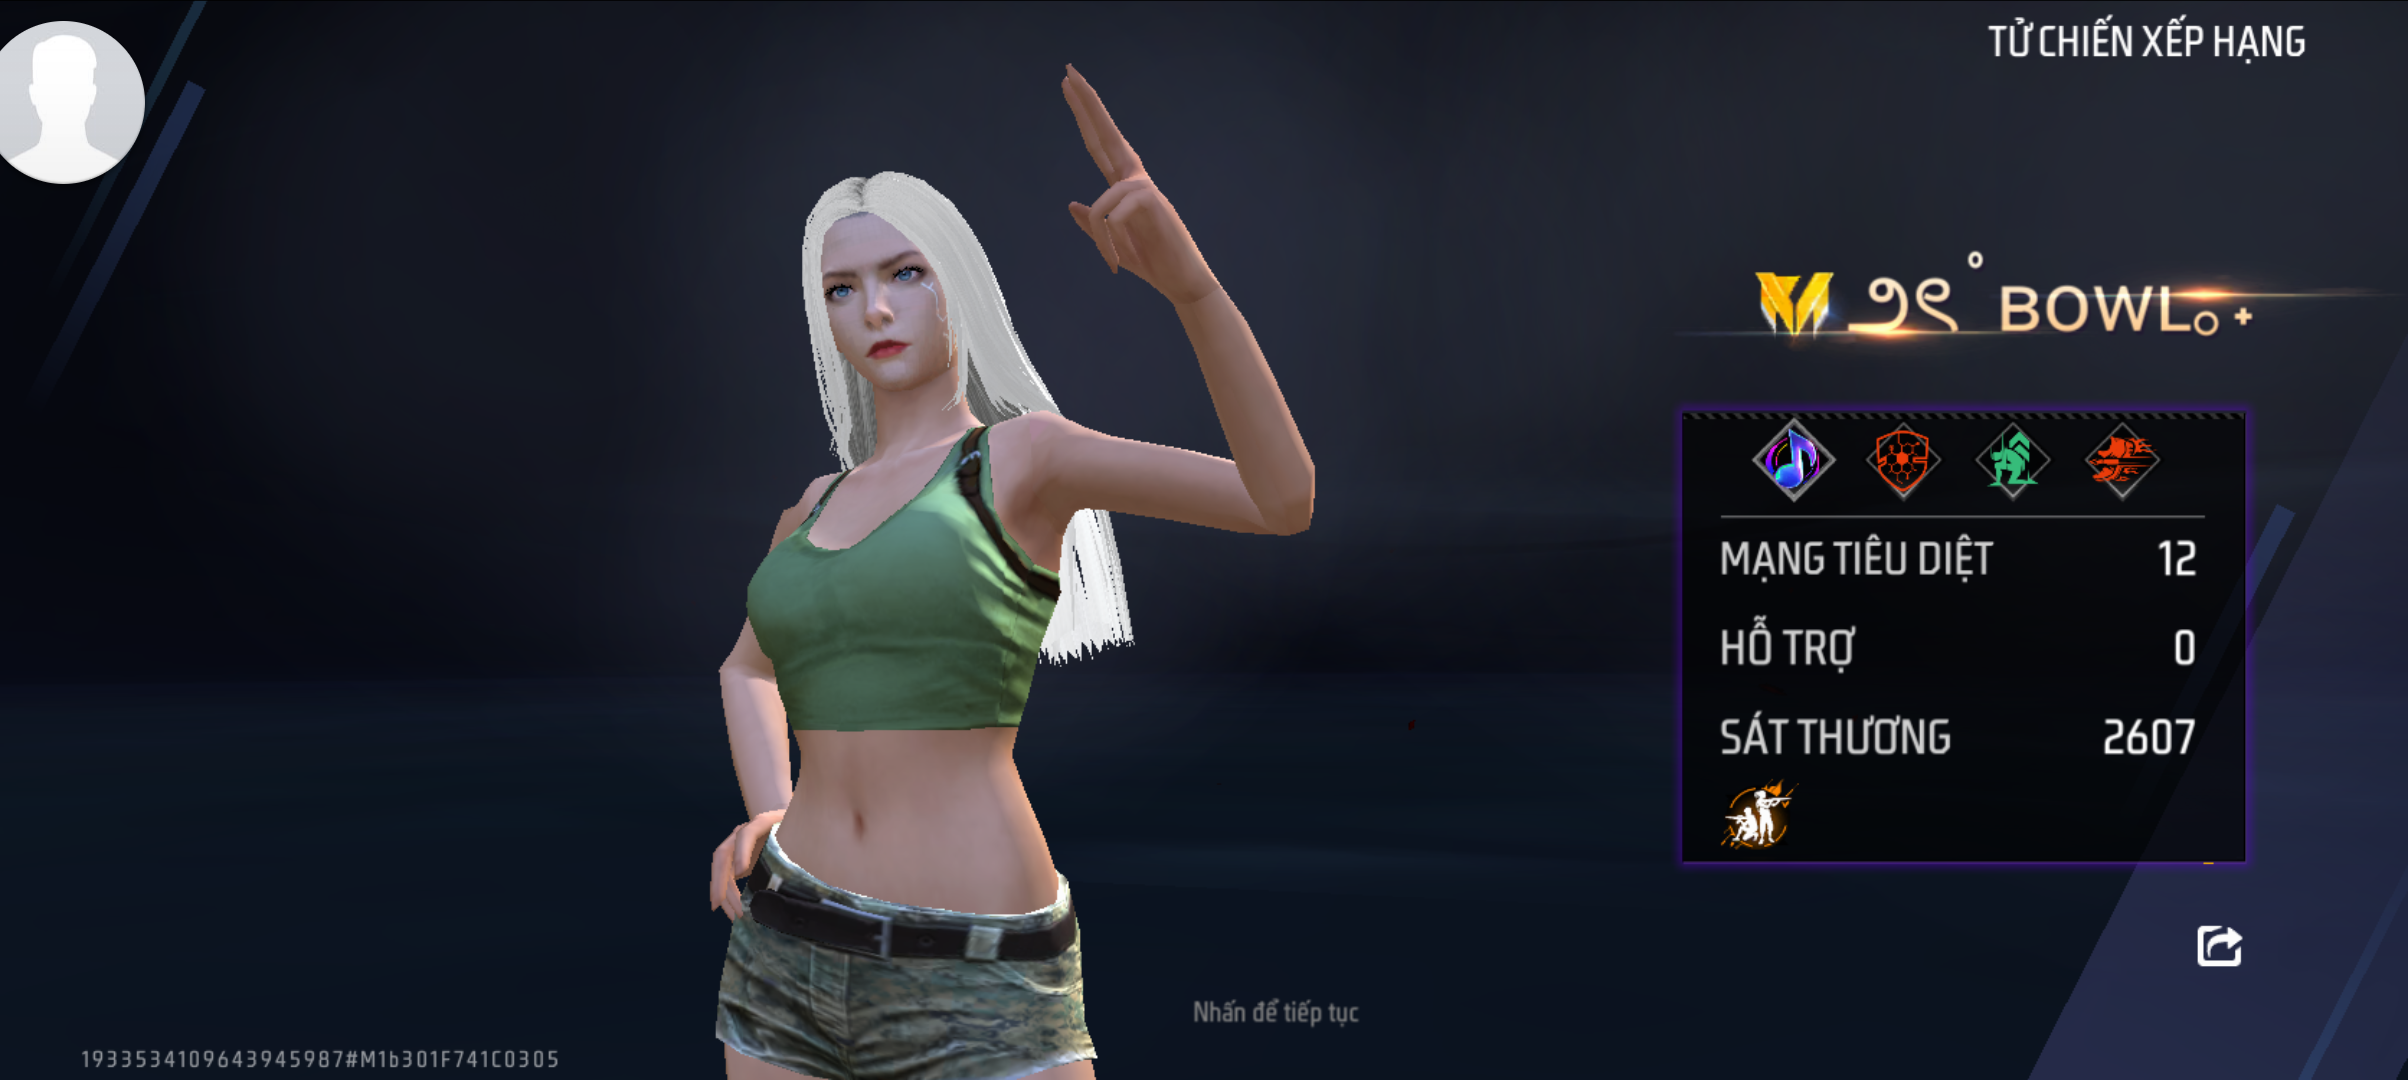 TỬ CHIẾN XẾP HẠNG
୨୧ ° BOWL。+
MẠNG TIÊU DIỆT 12
HỖ TRỢ 0
SÁT THƯƠNG 2607
Nhấn để tiếp tục
1933534109643945987#M1b301F741C0305